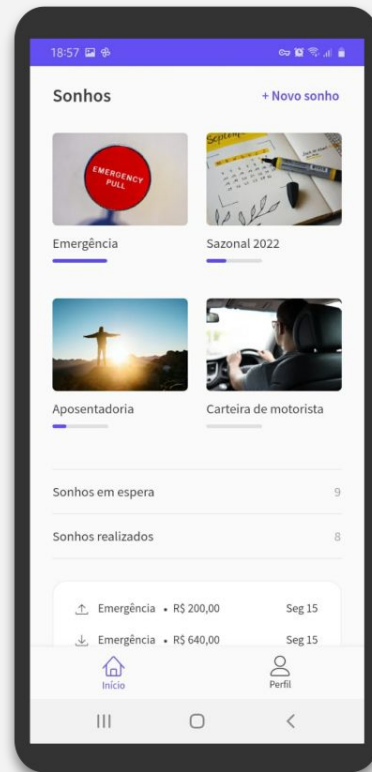 18:57
Sonhos
+ Novo sonho
EMERGENCY
PULL
Emergência
Sazonal 2022
Aposentadoria
Carteira de motorista
Sonhos em espera
9
Sonhos realizados
8
Emergência • R$ 200,00
Seg 15
Emergência • R$ 640,00
Seg 15
Início
Perfil